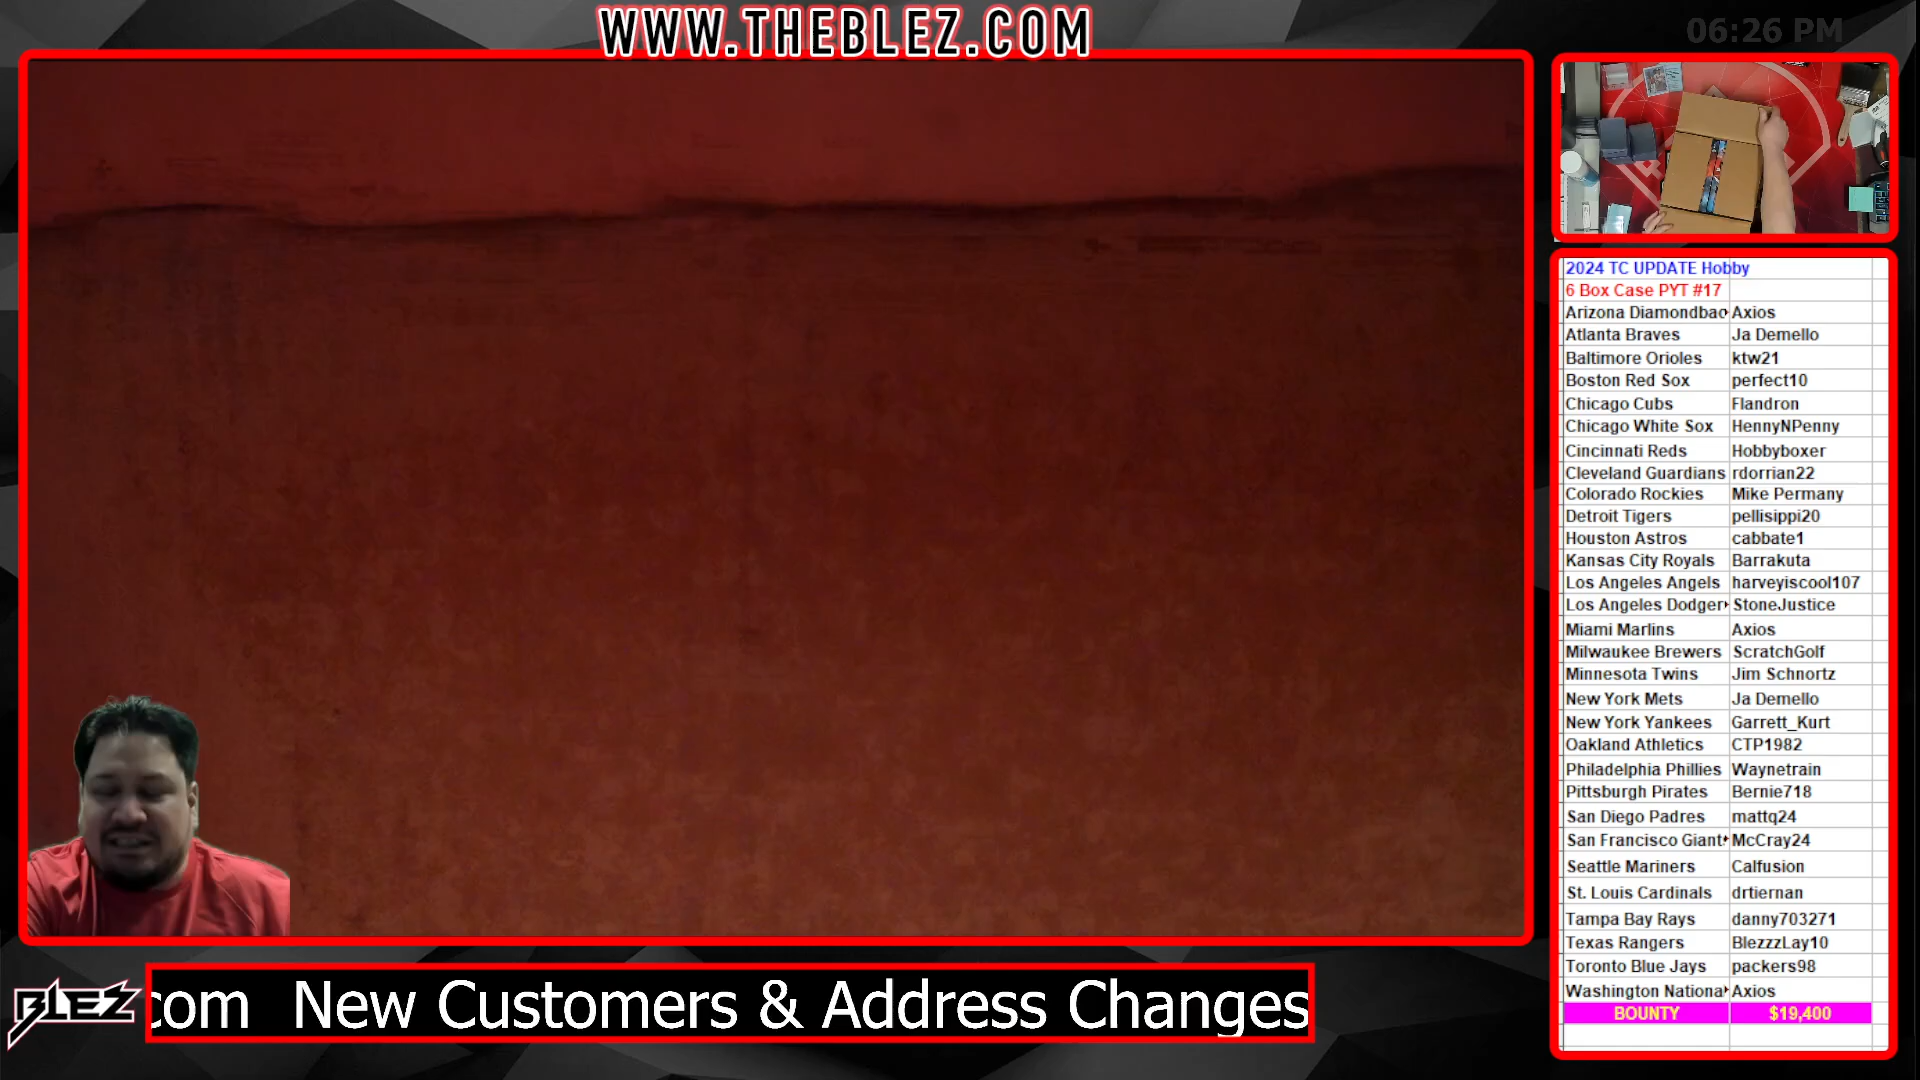 WWW.THEBLEZ.COM
06:26 PM
2024 TC UPDATE Hobby
6 Box Case PYT #17
Arizona Diamondbac Axios
Atlanta Braves Ja Demello
Baltimore Orioles ktw21
Boston Red Sox perfect10
Chicago Cubs Flandron
Chicago White Sox HennyNPenny
Cincinnati Reds Hobbyboxer
Cleveland Guardians rdorrian22
Colorado Rockies Mike Permany
Detroit Tigers pellisippi20
Houston Astros cabbate1
Kansas City Royals Barrakuta
Los Angeles Angels harveyiscool107
Los Angeles Dodger StoneJustice
Miami Marlins Axios
Milwaukee Brewers ScratchGolf
Minnesota Twins Jim Schnortz
New York Mets Ja Demello
New York Yankees Garrett_Kurt
Oakland Athletics CTP1982
Philadelphia Phillies Waynetrain
Pittsburgh Pirates Bernie718
San Diego Padres mattq24
San Francisco Giant McCray24
Seattle Mariners Calfusion
St. Louis Cardinals drtiernan
Tampa Bay Rays danny703271
Texas Rangers BlezzzLay10
Toronto Blue Jays packers98
Washington Nationa Axios
BOUNTY $19,400
BLEZ
com New Customers & Address Changes